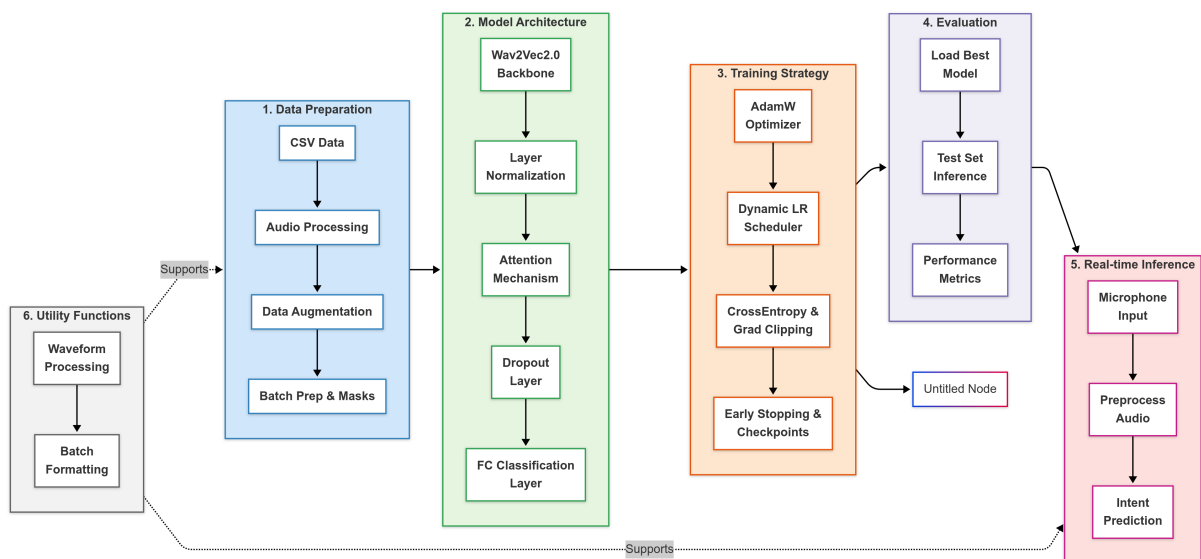 1. Data Preparation
CSV Data
Audio Processing
Data Augmentation
Batch Prep & Masks
2. Model Architecture
Wav2Vec2.0
Backbone
Layer
Normalization
Attention
Mechanism
Dropout
Layer
FC Classification
Layer
3. Training Strategy
AdamW
Optimizer
Dynamic LR
Scheduler
CrossEntropy &
Grad Clipping
Early Stopping &
Checkpoints
4. Evaluation
Load Best
Model
Test Set
Inference
Performance
Metrics
Untitled Node
5. Real-time Inference
Microphone
Input
Preprocess
Audio
Intent
Prediction
6. Utility Functions
Waveform
Processing
Batch
Formatting
Supports
Supports